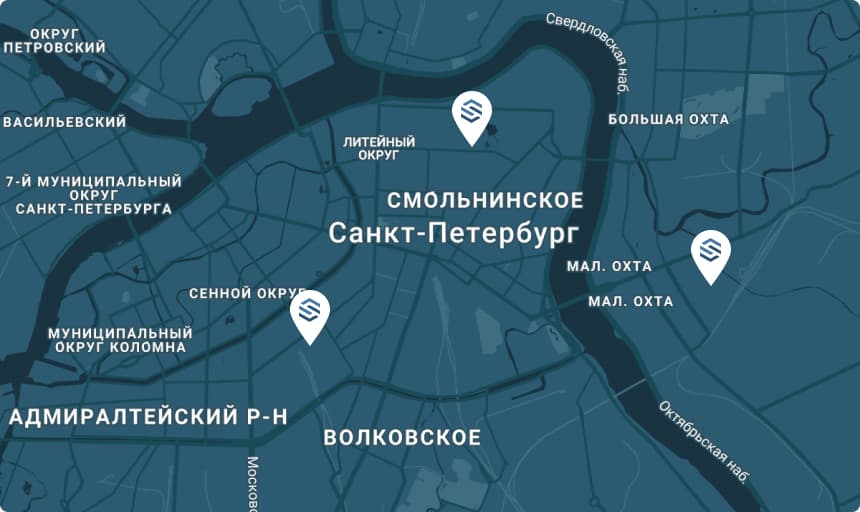 Свердловская наб.
ОКРУГ
ПЕТРОВСКИЙ
ВАСИЛЬЕВСКИЙ
БОЛЬШАЯ ОХТА
ЛИТЕЙНЫЙ
ОКРУГ
7-Й МУНИЦИПАЛЬНЫЙ
ОКРУГ
САНКТ-ПЕТЕРБУРГА
СМОЛЬНИНСКОЕ
Санкт-Петербург
МАЛ. ОХТА
СЕННОЙ ОКРУГ
МАЛ. ОХТА
МУНИЦИПАЛЬНЫЙ
ОКРУГ КОЛОМНА
АДМИРАЛТЕЙСКИЙ Р-Н
ВОЛКОВСКОЕ
Октябрьская наб.
Московс